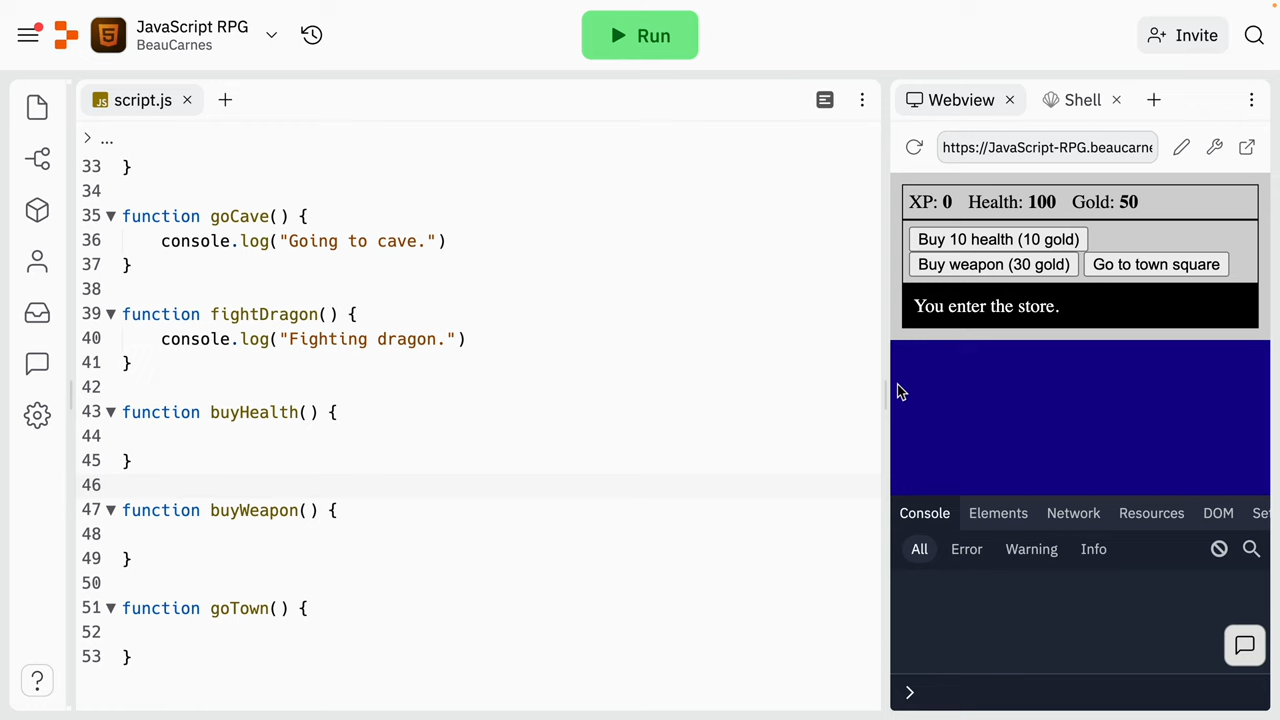 JavaScript RPG
BeauCarnes
Run
Invite
JS script.js
Webview
Shell
https://JavaScript-RPG.beaucarne
...
33 }
34
35 function goCave() {
36 console.log("Going to cave.")
37 }
38
39 function fightDragon() {
40 console.log("Fighting dragon.")
41 }
42
43 function buyHealth() {
44
45 }
46
47 function buyWeapon() {
48
49 }
50
51 function goTown() {
52
53 }
?
XP: 0 Health: 100 Gold: 50
Buy 10 health (10 gold)
Buy weapon (30 gold) Go to town square
You enter the store.
Console Elements Network Resources DOM Se
All Error Warning Info